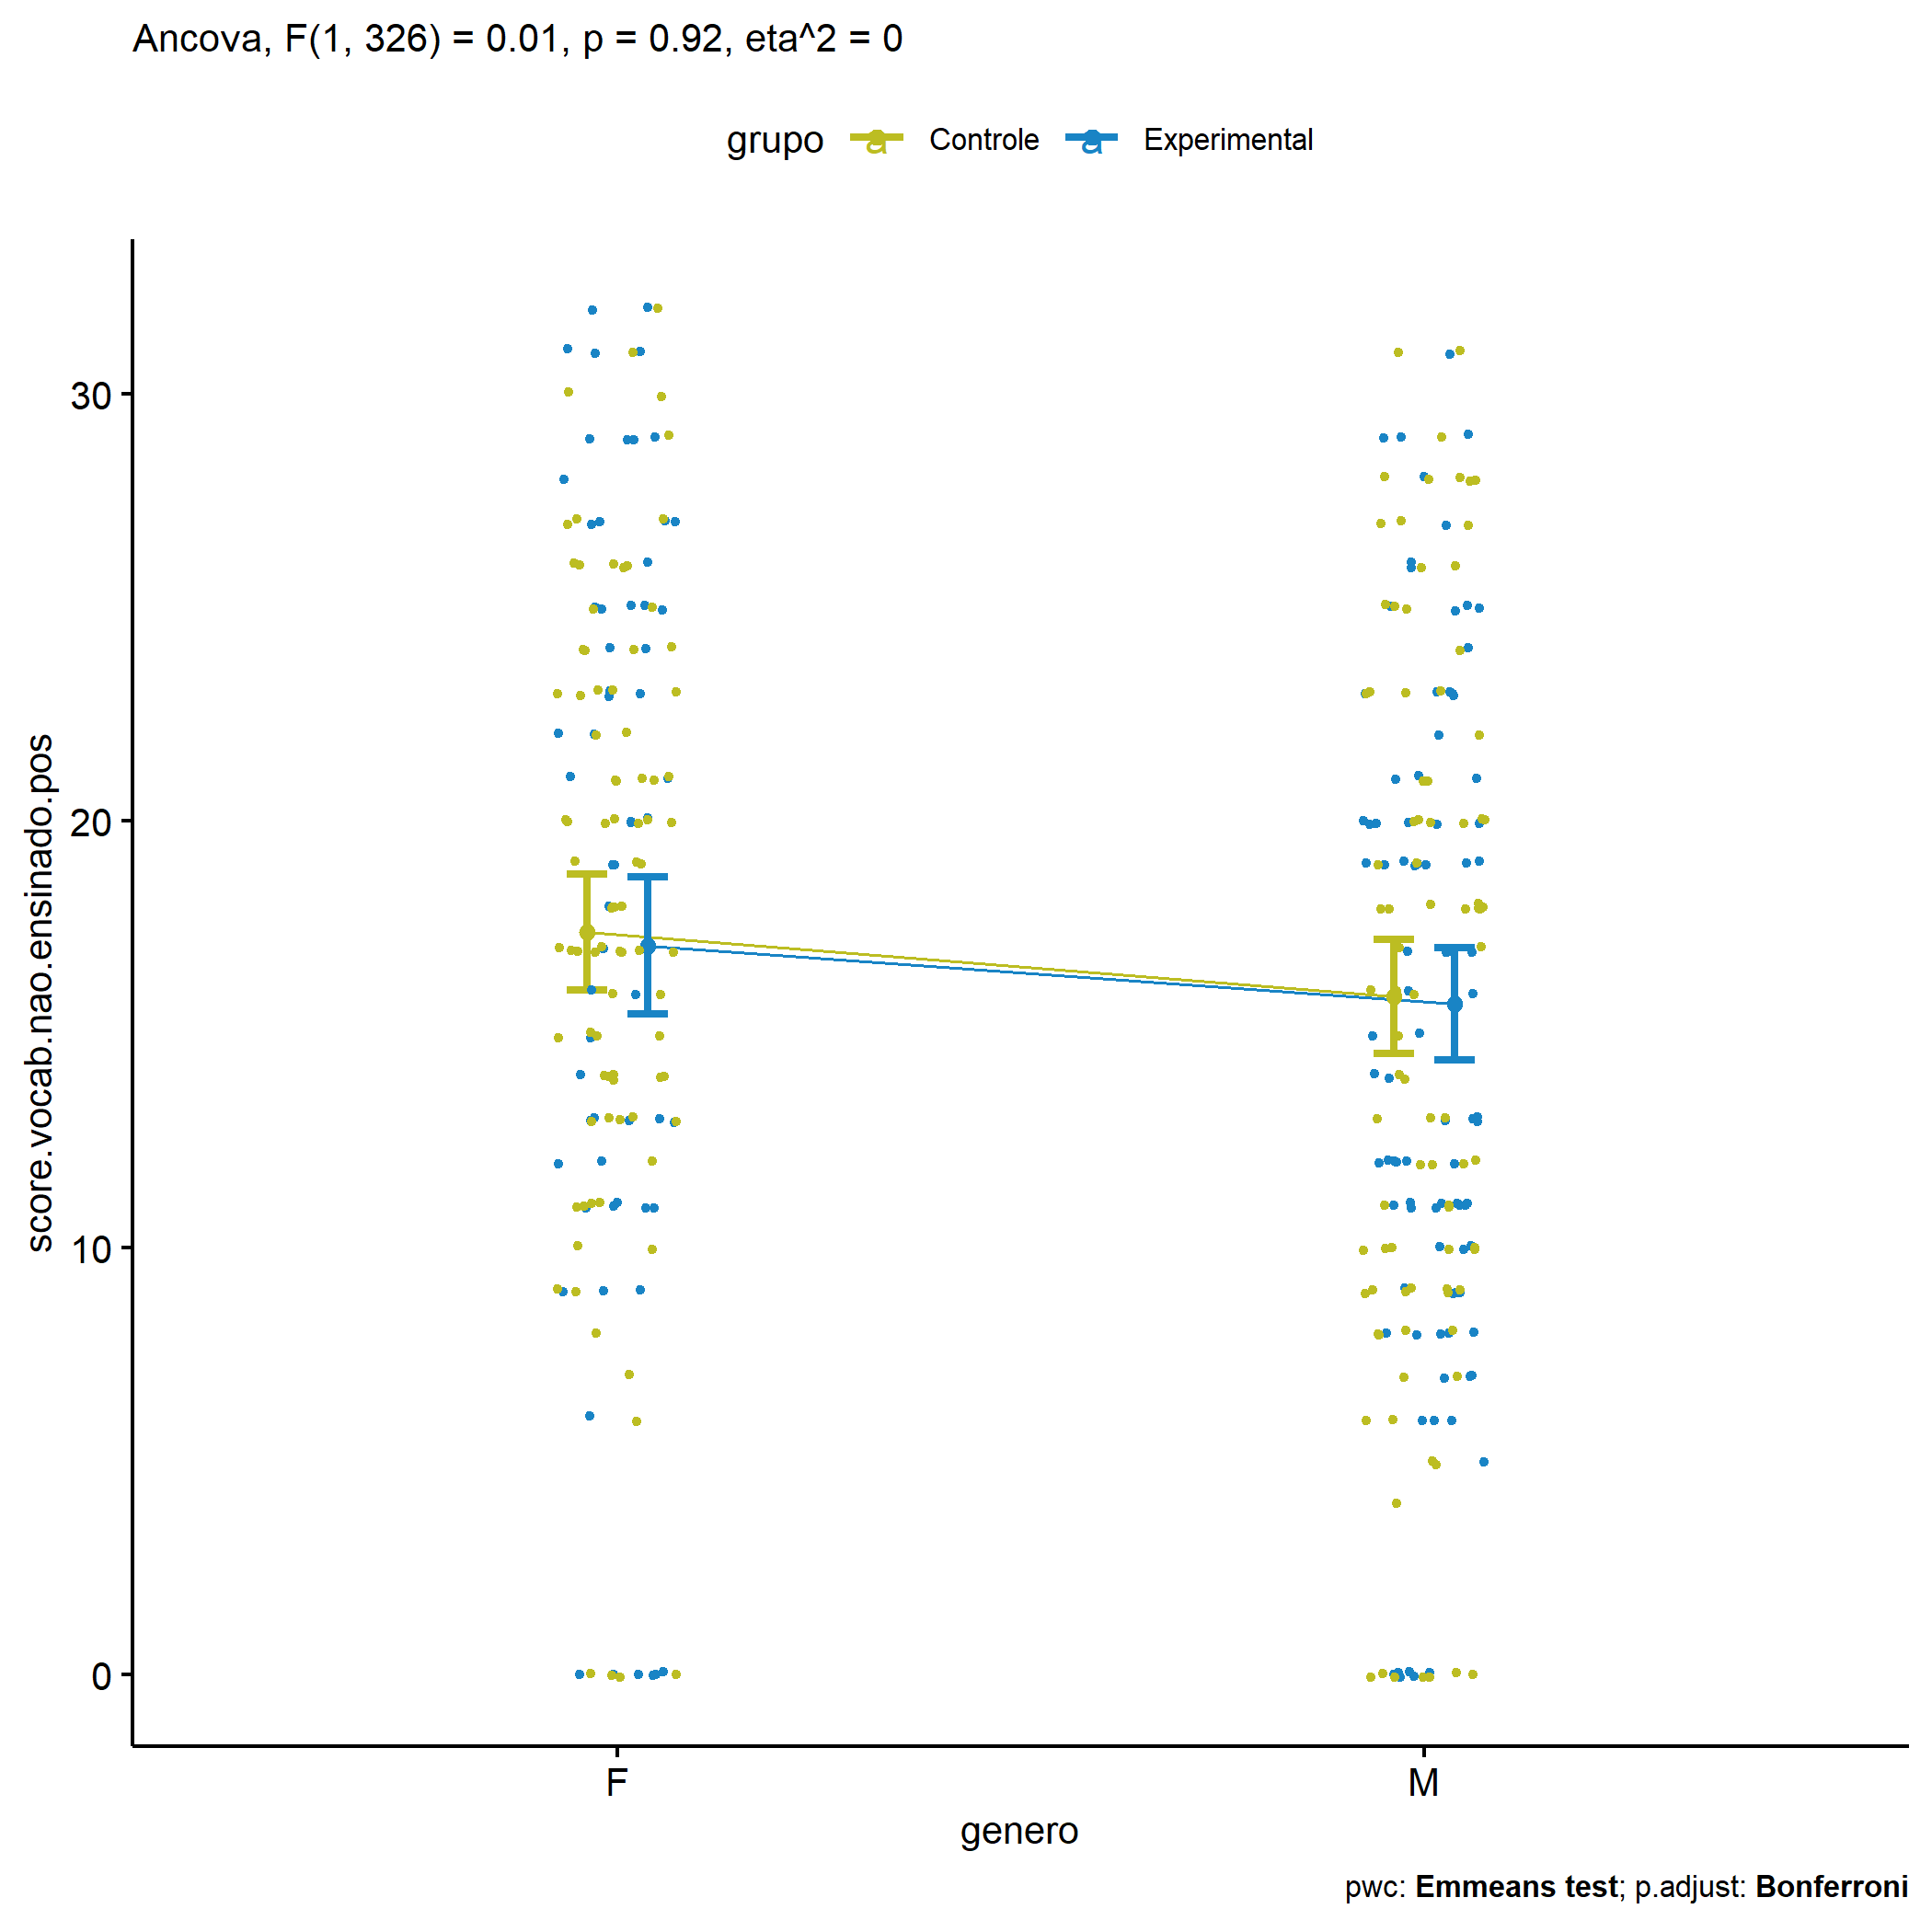 Ancova, F(1, 326) = 0.01, p = 0.92, eta^2 = 0
grupo a Controle a Experimental
score.vocab.nao.ensinado.pos
30
20
10
0
F M
genero
pwc: Emmeans test; p.adjust: Bonferroni